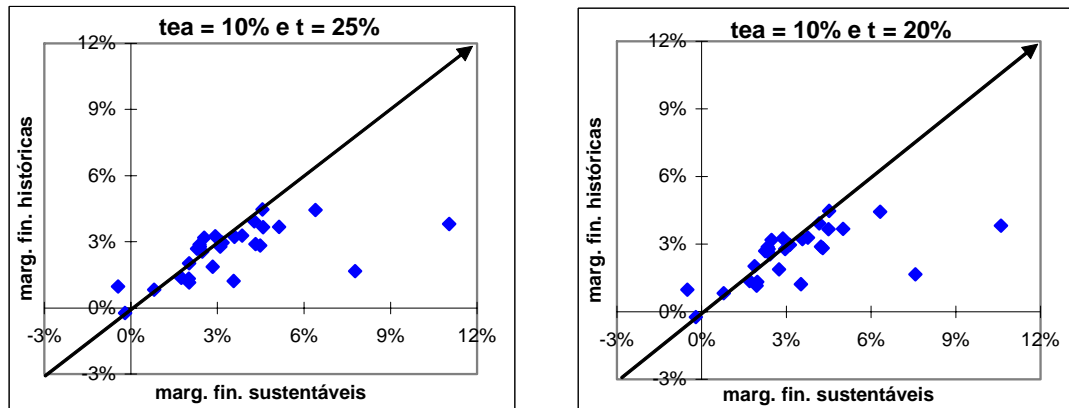 tea = 10% e t = 25%
12%
9%
6%
3%
0%
-3%
-3% 0% 3% 6% 9% 12%
marg. fin. históricas
marg. fin. sustentáveis
tea = 10% e t = 20%
12%
9%
6%
3%
0%
-3%
-3% 0% 3% 6% 9% 12%
marg. fin. históricas
marg. fin. sustentáveis